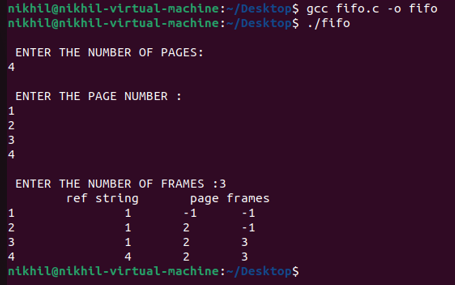 nikhil@nikhil-virtual-machine:~/Desktop$ gcc fifo.c -o fifo
nikhil@nikhil-virtual-machine:~/Desktop$ ./fifo
ENTER THE NUMBER OF PAGES:
4
ENTER THE PAGE NUMBER :
1
2
3
4
ENTER THE NUMBER OF FRAMES :3
ref string page frames
1 1 -1 -1
2 1 2 -1
3 1 2 3
4 4 2 3
nikhil@nikhil-virtual-machine:~/Desktop$